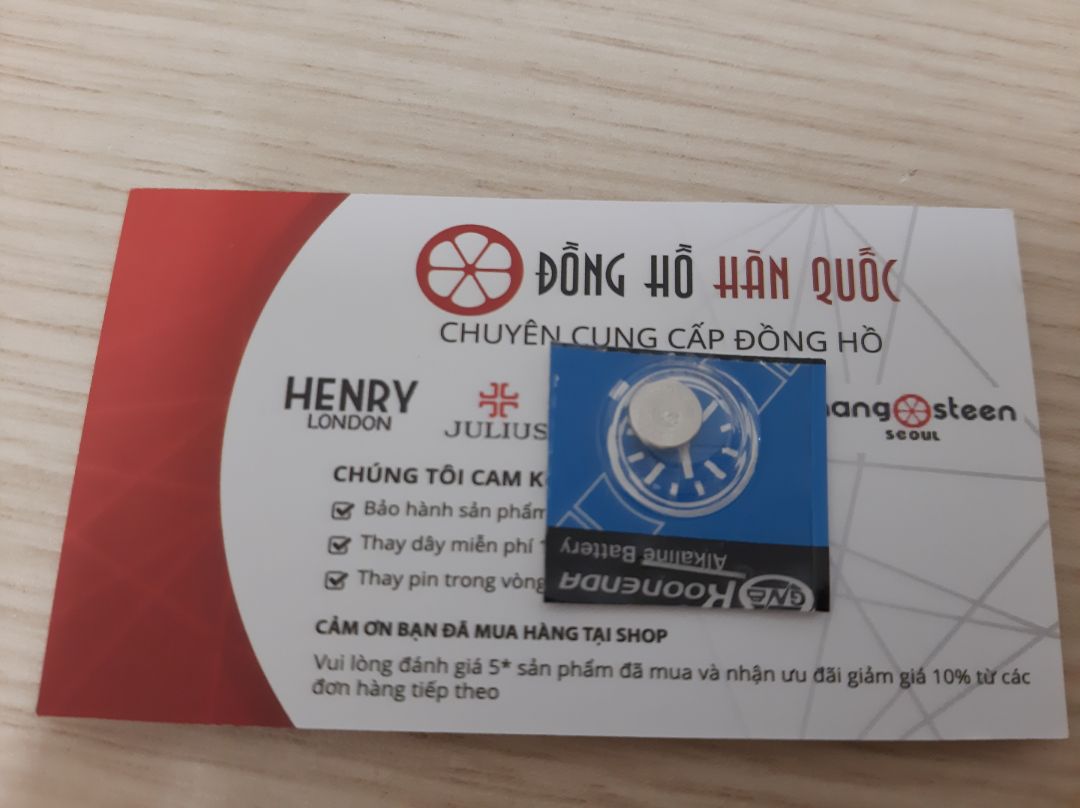 ĐỒNG HỒ HÀN QUỐC
CHUYÊN CUNG CẤP ĐỒNG HỒ
HENRY
LONDON
JULIUS
ang steen
SEOUL
CHÚNG TÔI CAM K
Bảo hành sản phẩm
Thay dây miễn phí
Thay pin trong vòng
CẢM ƠN BẠN ĐÃ MUA HÀNG TẠI SHOP
Vui lòng đánh giá 5* sản phẩm đã mua và nhận ưu đãi giảm giá 10% từ các
đơn hàng tiếp theo
GNB KOONENDA
Alkaline Battery